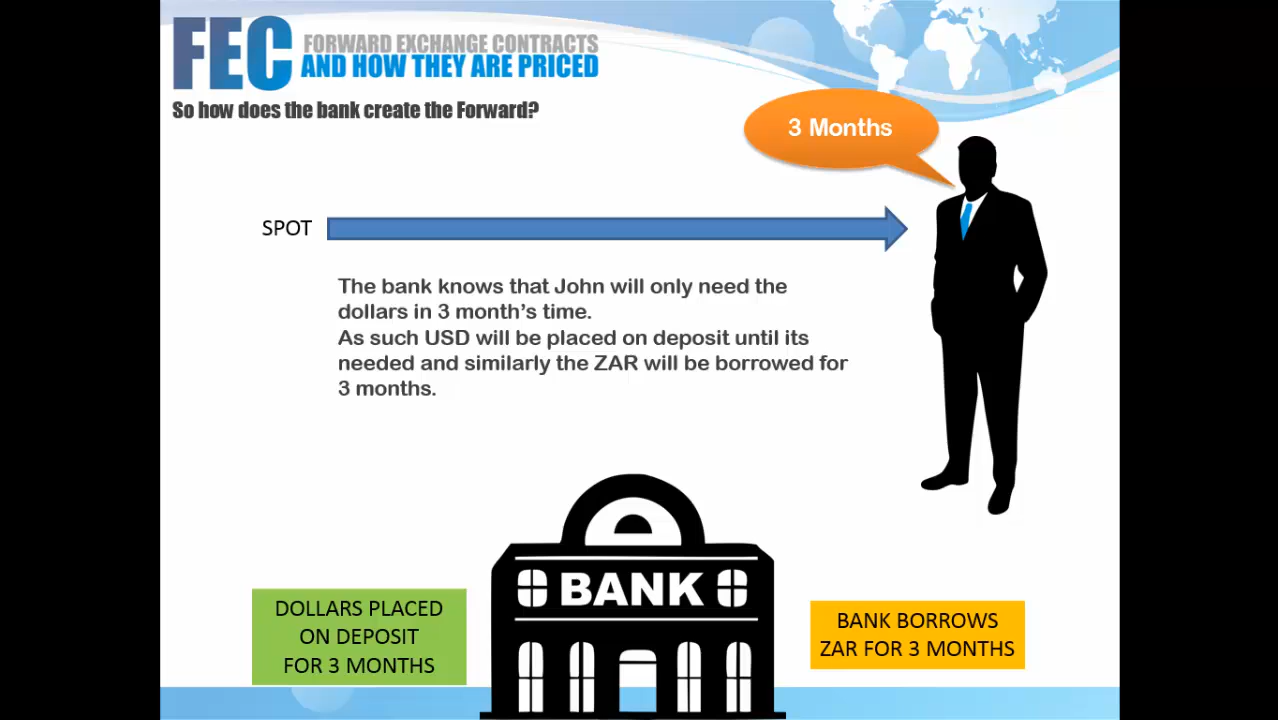 FEC FORWARD EXCHANGE CONTRACTS
AND HOW THEY ARE PRICED
So how does the bank create the Forward?
3 Months
SPOT
The bank knows that John will only need the
dollars in 3 month's time.
As such USD will be placed on deposit until its
needed and similarly the ZAR will be borrowed for
3 months.
BANK
DOLLARS PLACED
ON DEPOSIT
FOR 3 MONTHS
BANK BORROWS
ZAR FOR 3 MONTHS